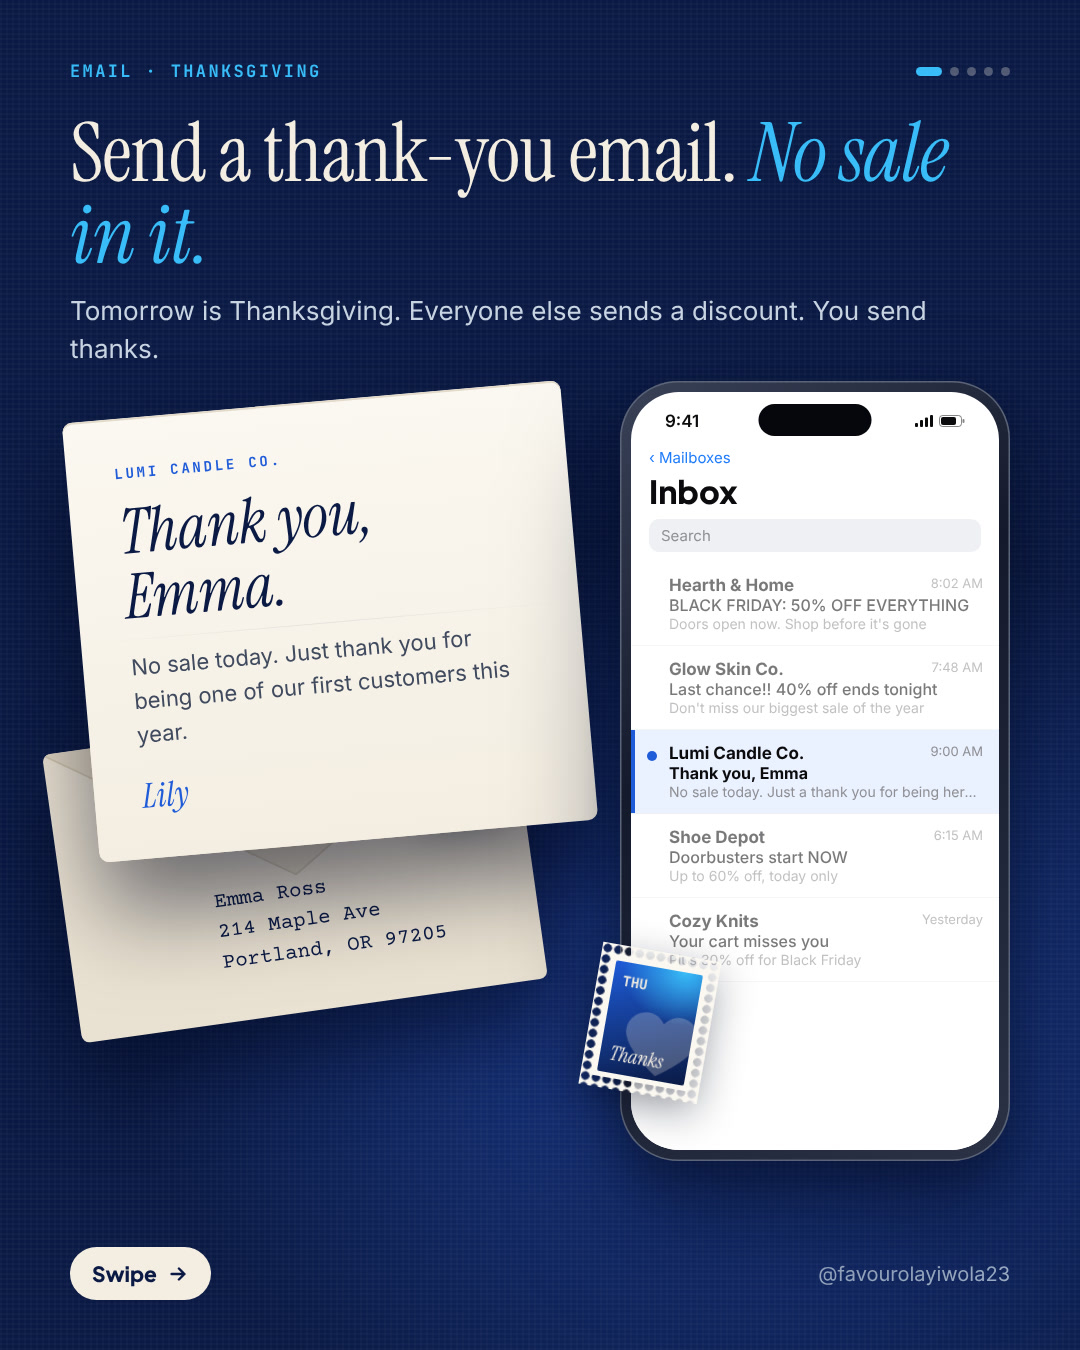 EMAIL · THANKSGIVING
Send a thank-you email. No sale
in it.
Tomorrow is Thanksgiving. Everyone else sends a discount. You send
thanks.
LUMI CANDLE CO.
Thank you,
Emma.
No sale today. Just thank you for
being one of our first customers this
year.
Lily
Emma Ross
214 Maple Ave
Portland, OR 97205
9:41
‹ Mailboxes
Inbox
Search
Hearth & Home 8:02 AM
BLACK FRIDAY: 50% OFF EVERYTHING
Doors open now. Shop before it's gone
Glow Skin Co. 7:48 AM
Last chance!! 40% off ends tonight
Don't miss our biggest sale of the year
Lumi Candle Co. 9:00 AM
Thank you, Emma
No sale today. Just a thank you for being her...
Shoe Depot 6:15 AM
Doorbusters start NOW
Up to 60% off, today only
Cozy Knits Yesterday
Your cart misses you
off for Black Friday
THU
Thanks
Swipe →
@favourolayiwola23